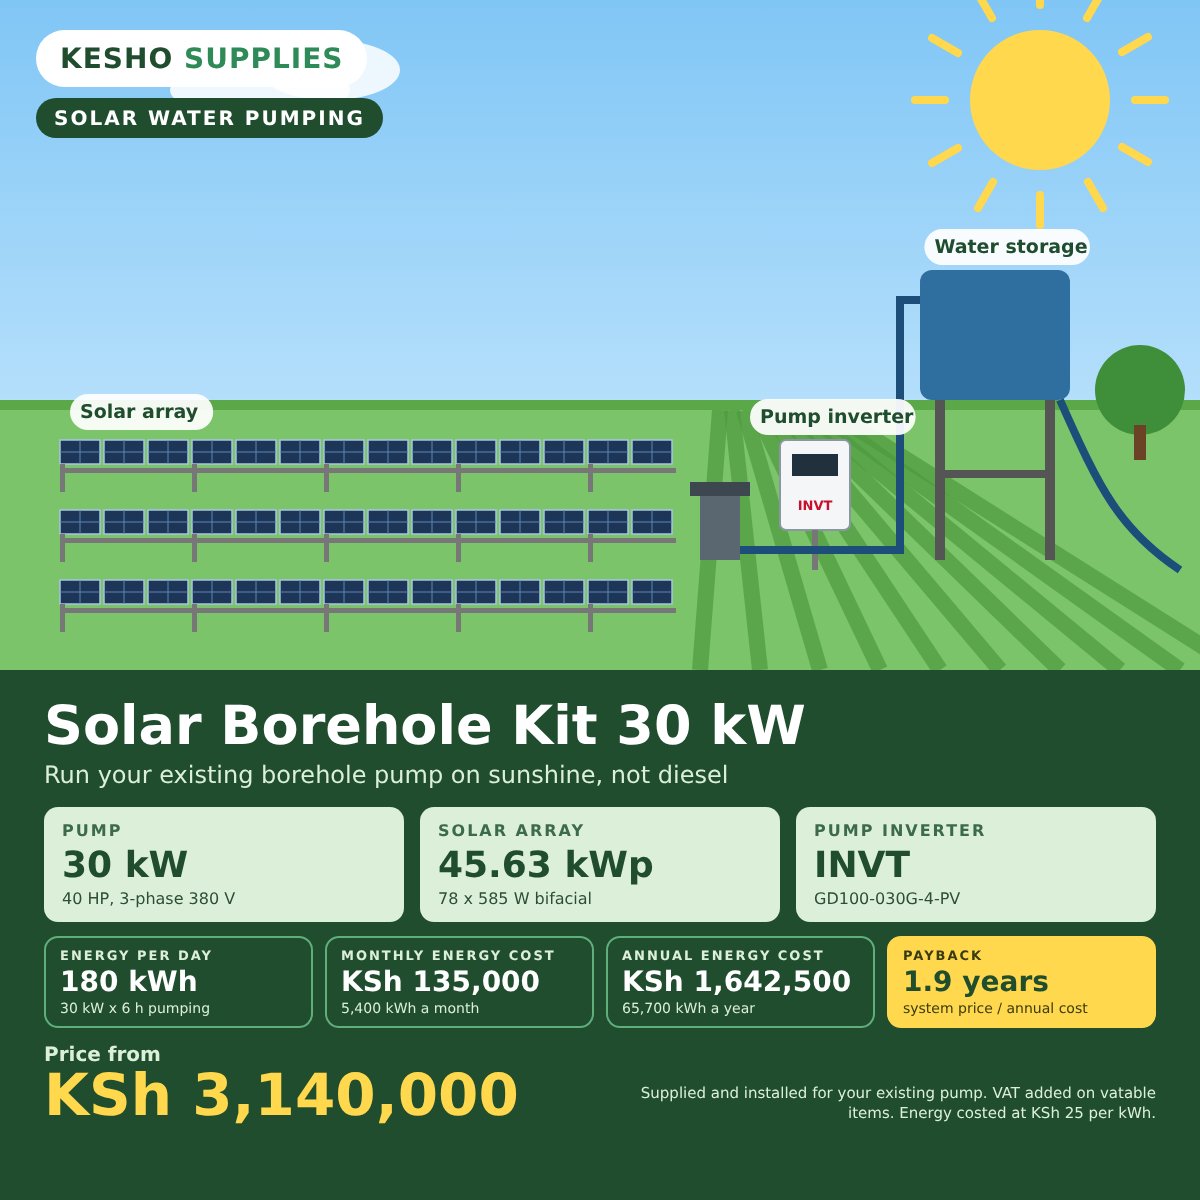 KESHO SUPPLIES
SOLAR WATER PUMPING
Water storage
Solar array
Pump inverter
INVT
Solar Borehole Kit 30 kW
Run your existing borehole pump on sunshine, not diesel
PUMP
30 kW
40 HP, 3-phase 380 V
SOLAR ARRAY
45.63 kWp
78 x 585 W bifacial
PUMP INVERTER
INVT
GD100-030G-4-PV
ENERGY PER DAY
180 kWh
30 kW x 6 h pumping
MONTHLY ENERGY COST
KSh 135,000
5,400 kWh a month
ANNUAL ENERGY COST
KSh 1,642,500
65,700 kWh a year
PAYBACK
1.9 years
system price / annual cost
Price from
KSh 3,140,000
Supplied and installed for your existing pump. VAT added on vatable
items. Energy costed at KSh 25 per kWh.